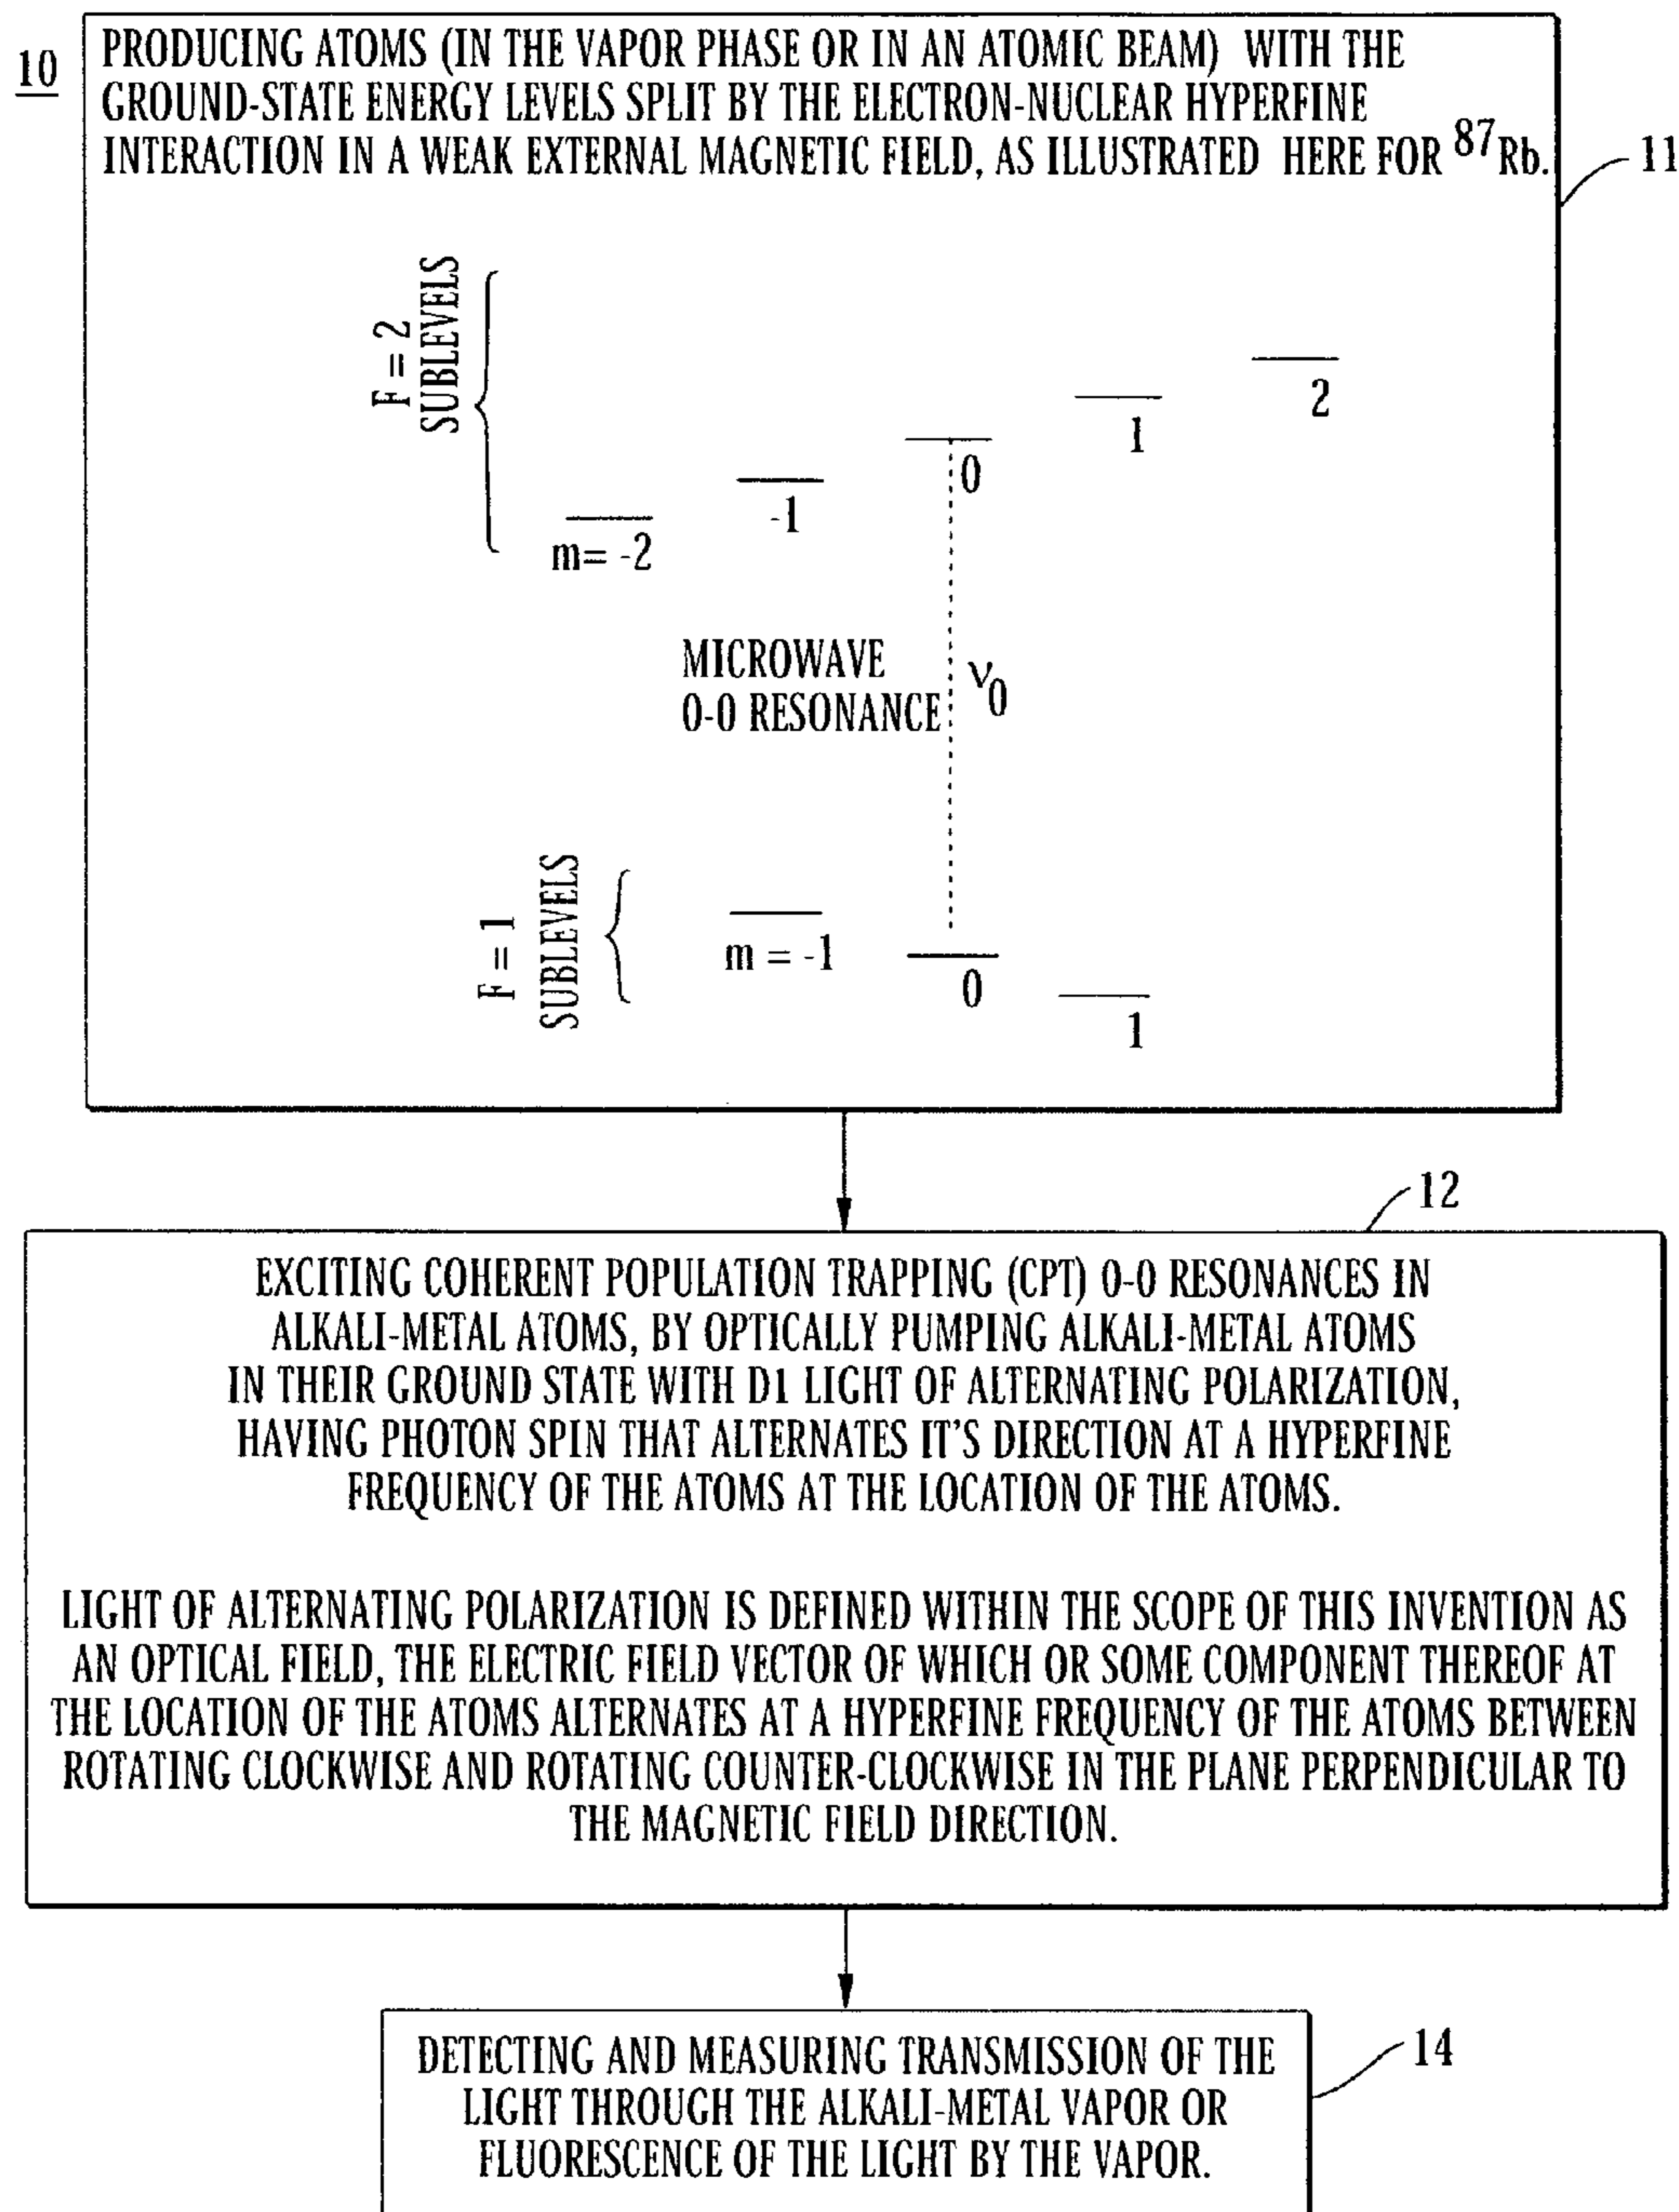 10
PRODUCING ATOMS (IN THE VAPOR PHASE OR IN AN ATOMIC BEAM) WITH THE
GROUND-STATE ENERGY LEVELS SPLIT BY THE ELECTRON-NUCLEAR HYPERFINE
INTERACTION IN A WEAK EXTERNAL MAGNETIC FIELD, AS ILLUSTRATED HERE FOR ⁸⁷Rb.
11
F = 2
SUBLEVELS
2
1
0
-1
m= -2
MICROWAVE
0-0 RESONANCE
ν₀
F = 1
SUBLEVELS
m = -1
0
1
12
EXCITING COHERENT POPULATION TRAPPING (CPT) 0-0 RESONANCES IN
ALKALI-METAL ATOMS, BY OPTICALLY PUMPING ALKALI-METAL ATOMS
IN THEIR GROUND STATE WITH D1 LIGHT OF ALTERNATING POLARIZATION,
HAVING PHOTON SPIN THAT ALTERNATES IT'S DIRECTION AT A HYPERFINE
FREQUENCY OF THE ATOMS AT THE LOCATION OF THE ATOMS.
LIGHT OF ALTERNATING POLARIZATION IS DEFINED WITHIN THE SCOPE OF THIS INVENTION AS
AN OPTICAL FIELD, THE ELECTRIC FIELD VECTOR OF WHICH OR SOME COMPONENT THEREOF AT
THE LOCATION OF THE ATOMS ALTERNATES AT A HYPERFINE FREQUENCY OF THE ATOMS BETWEEN
ROTATING CLOCKWISE AND ROTATING COUNTER-CLOCKWISE IN THE PLANE PERPENDICULAR TO
THE MAGNETIC FIELD DIRECTION.
14
DETECTING AND MEASURING TRANSMISSION OF THE
LIGHT THROUGH THE ALKALI-METAL VAPOR OR
FLUORESCENCE OF THE LIGHT BY THE VAPOR.